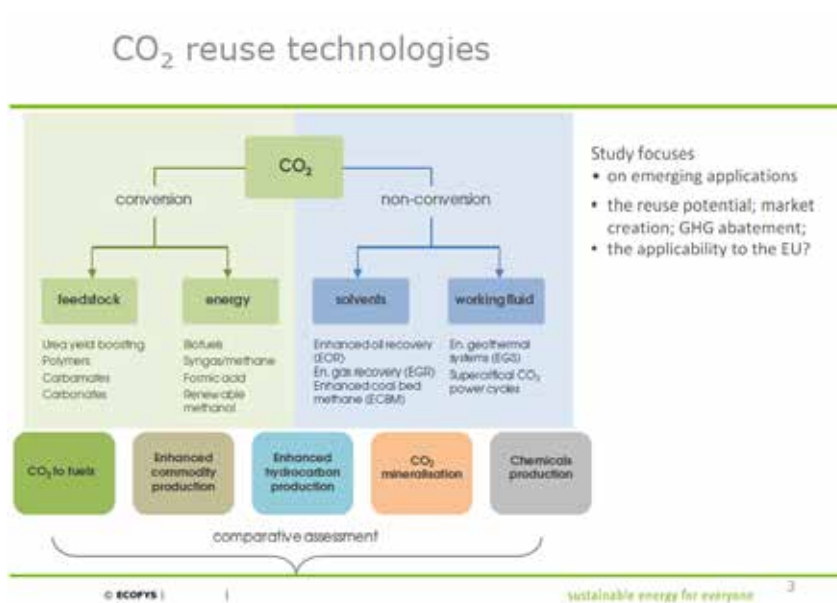 CO₂ reuse technologies
CO₂
conversion
non-conversion
feedstock
energy
solvents
working fluid
Urea yield boosting
Polymers
Carbamates
Carbonates
Biofuels
Syngas/methane
Formic acid
Renewable
methanol
Enhanced oil recovery
(EOR)
En. gas recovery (EGR)
Enhanced coal bed
methane (ECBM)
En. geothermal
systems (EGS)
Supercritical CO₂
power cycles
Study focuses
• on emerging applications
• the reuse potential; market
creation; GHG abatement;
• the applicability to the EU?
CO₂ to fuels
Enhanced
commodity
production
Enhanced
hydrocarbon
production
CO₂
mineralisation
Chemicals
production
comparative assessment
© ECOFYS | |
sustainable energy for everyone
3